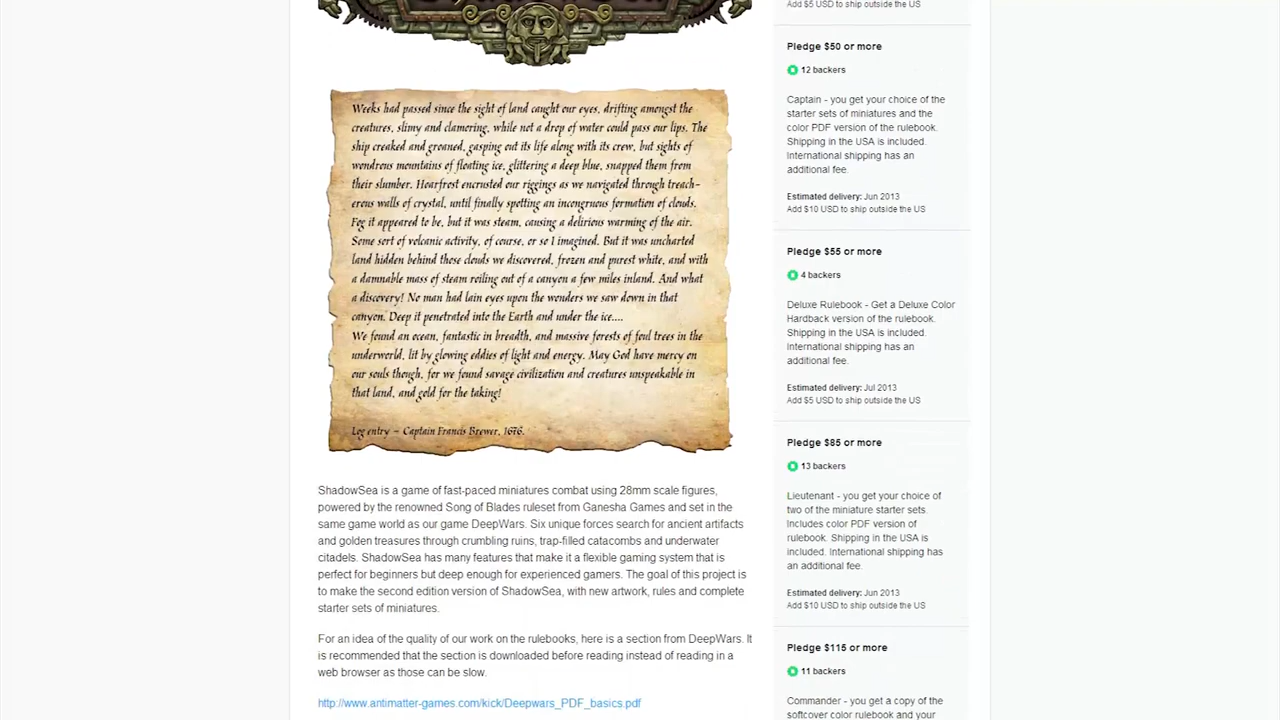 Weeks had passed since the sight of land caught our eyes, drifting amongst the
creatures, slimy and clamoring, while not a drop of water could pass our lips. The
ship creaked and groaned, gasping out its life along with its crew, but sights of
wondrous mountains of floating ice, glittering a deep blue, snapped them from
their slumber. Hoarfrost encrusted our riggings as we navigated through treach-
erous walls of crystal, until finally spotting an incongruous formation of clouds.
Fog it appeared to be, but it was steam, causing a delirious warming of the air.
Some sort of volcanic activity, of course, or so I imagined. But it was uncharted
land hidden behind those clouds we discovered, frozen and purest white, and with
a damnable mass of steam roiling out of a canyon a few miles inland. And what
a discovery! No man had lain eyes upon the wonders we saw down in that
canyon. Deep it penetrated into the Earth and under the ice....
We found an ocean, fantastic in breadth, and massive forests of foul trees in the
underworld, lit by glowing eddies of light and energy. May God have mercy on
our souls though, for we found savage civilization and creatures unspeakable in
that land, and gold for the taking!
Log entry – Captain Francis Brewer, 1676.
ShadowSea is a game of fast-paced miniatures combat using 28mm scale figures,
powered by the renowned Song of Blades ruleset from Ganesha Games and set in the
same game world as our game DeepWars. Six unique forces search for ancient artifacts
and golden treasures through crumbling ruins, trap-filled catacombs and underwater
citadels. ShadowSea has many features that make it a flexible gaming system that is
perfect for beginners but deep enough for experienced gamers. The goal of this project is
to make the second edition version of ShadowSea, with new artwork, rules and complete
starter sets of miniatures.
For an idea of the quality of our work on the rulebooks, here is a section from DeepWars. It
is recommended that the section is downloaded before reading instead of reading in a
web browser as those can be slow.
http://www.antimatter-games.com/kick/Deepwars_PDF_basics.pdf
Add $5 USD to ship outside the US
Pledge $50 or more
12 backers
Captain - you get your choice of the
starter sets of miniatures and the
color PDF version of the rulebook.
Shipping in the USA is included.
International shipping has an
additional fee.
Estimated delivery: Jun 2013
Add $10 USD to ship outside the US
Pledge $55 or more
4 backers
Deluxe Rulebook - Get a Deluxe Color
Hardback version of the rulebook.
Shipping in the USA is included.
International shipping has an
additional fee.
Estimated delivery: Jul 2013
Add $5 USD to ship outside the US
Pledge $85 or more
13 backers
Lieutenant - you get your choice of
two of the miniature starter sets.
Includes color PDF version of
rulebook. Shipping in the USA is
included. International shipping has
an additional fee.
Estimated delivery: Jun 2013
Add $10 USD to ship outside the US
Pledge $115 or more
11 backers
Commander - you get a copy of the
softcover color rulebook and your